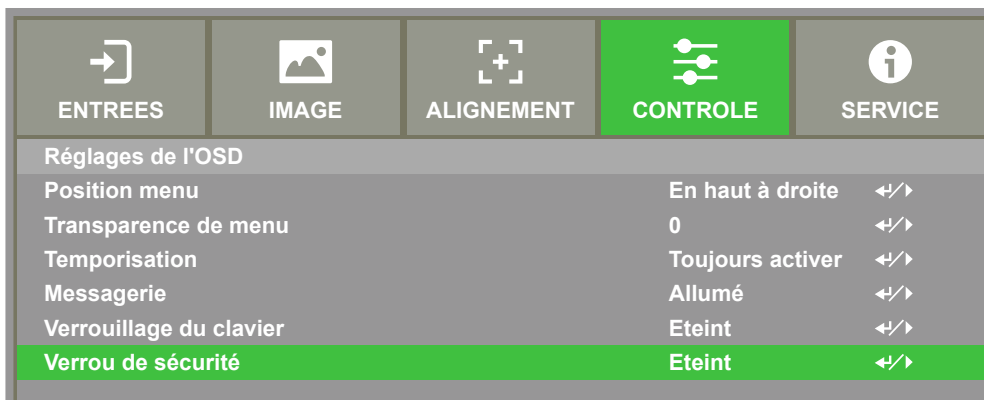 ENTREES IMAGE ALIGNEMENT CONTROLE SERVICE
Réglages de l'OSD
Position menu En haut à droite
Transparence de menu 0
Temporisation Toujours activer
Messagerie Allumé
Verrouillage du clavier Eteint
Verrou de sécurité Eteint